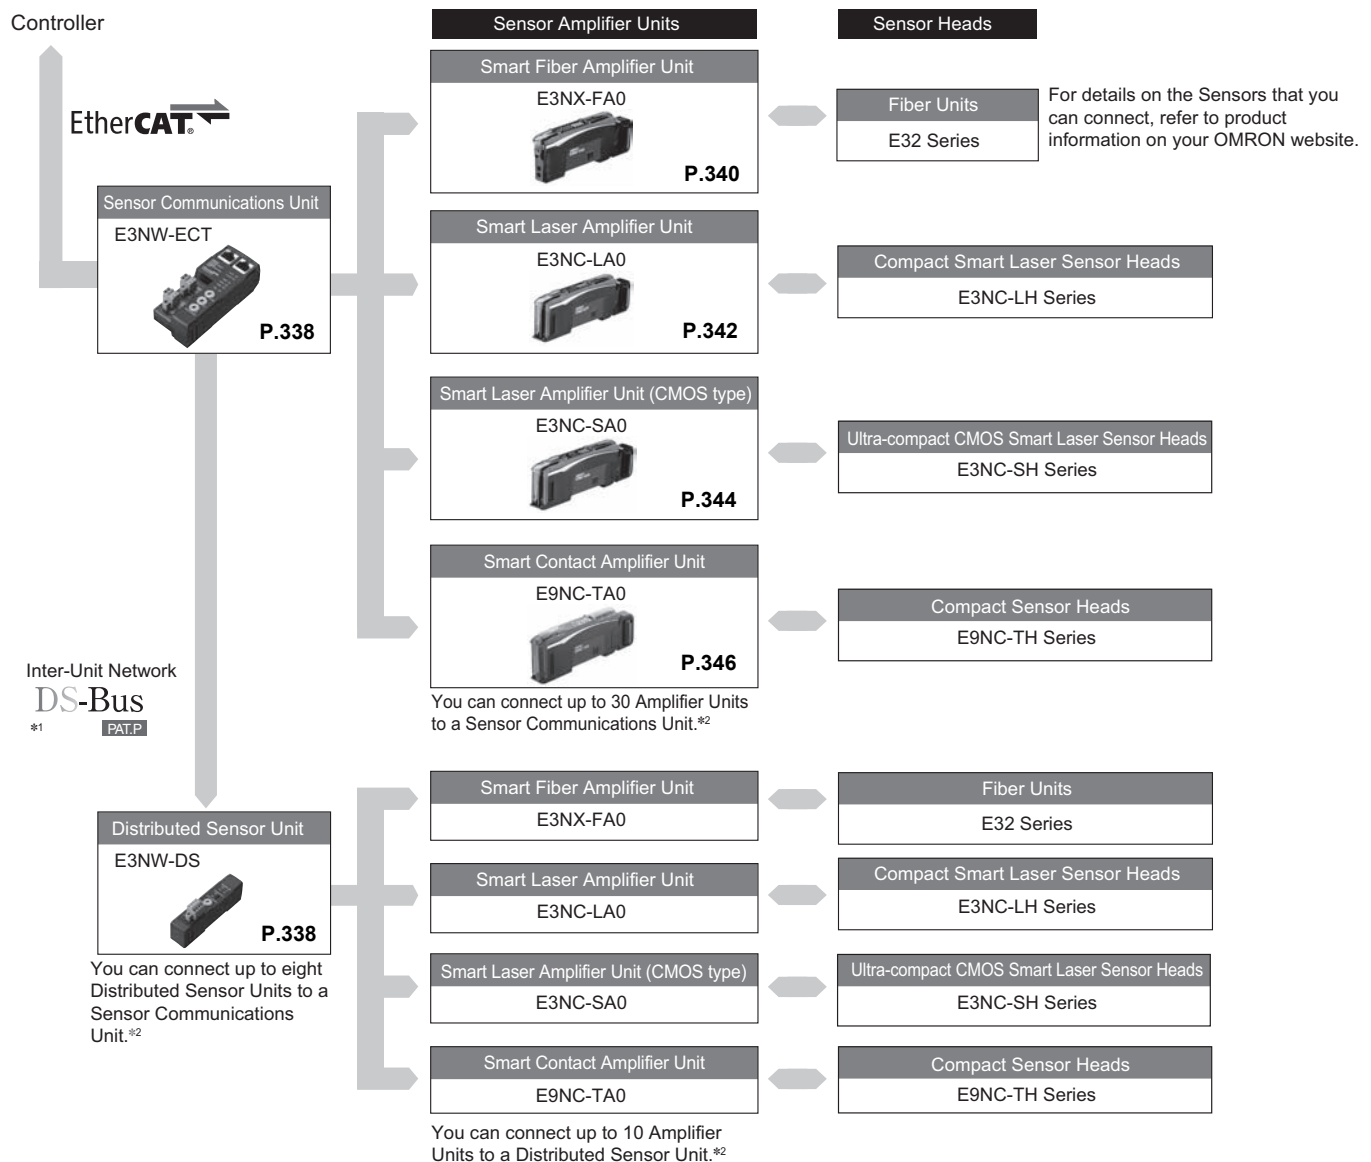 Controller
Sensor Amplifier Units
Sensor Heads
EtherCAT®
Smart Fiber Amplifier Unit
E3NX-FA0
P.340
Fiber Units
E32 Series
For details on the Sensors that you
can connect, refer to product
information on your OMRON website.
Sensor Communications Unit
E3NW-ECT
P.338
Smart Laser Amplifier Unit
E3NC-LA0
P.342
Compact Smart Laser Sensor Heads
E3NC-LH Series
Smart Laser Amplifier Unit (CMOS type)
E3NC-SA0
P.344
Ultra-compact CMOS Smart Laser Sensor Heads
E3NC-SH Series
Smart Contact Amplifier Unit
E9NC-TA0
P.346
Compact Sensor Heads
E9NC-TH Series
You can connect up to 30 Amplifier Units
to a Sensor Communications Unit.*2
Inter-Unit Network
DS-Bus
*1 PAT.P
Distributed Sensor Unit
E3NW-DS
P.338
You can connect up to eight
Distributed Sensor Units to a
Sensor Communications
Unit.*2
Smart Fiber Amplifier Unit
E3NX-FA0
Fiber Units
E32 Series
Smart Laser Amplifier Unit
E3NC-LA0
Compact Smart Laser Sensor Heads
E3NC-LH Series
Smart Laser Amplifier Unit (CMOS type)
E3NC-SA0
Ultra-compact CMOS Smart Laser Sensor Heads
E3NC-SH Series
Smart Contact Amplifier Unit
E9NC-TA0
Compact Sensor Heads
E9NC-TH Series
You can connect up to 10 Amplifier
Units to a Distributed Sensor Unit.*2